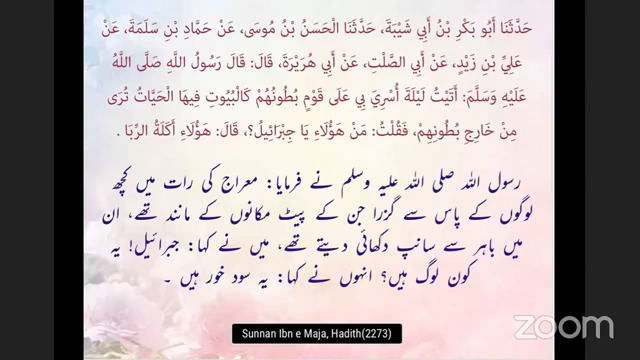 حَدَّثَنَا أَبُو بَكْرِ بْنُ أَبِي شَيْبَةَ، حَدَّثَنَا الْحَسَنُ بْنُ مُوسَى، عَنْ حَمَّادِ بْنِ سَلَمَةَ، عَنْ
عَلِيِّ بْنِ زَيْدٍ، عَنْ أَبِي الصَّلْتِ، عَنْ أَبِي هُرَيْرَةَ، قَالَ: قَالَ رَسُولُ اللَّهِ صَلَّى اللَّهُ
عَلَيْهِ وَسَلَّمَ: أَتَيْتُ لَيْلَةَ أُسْرِيَ بِي عَلَى قَوْمٍ بُطُونُهُمْ كَالْبُيُوتِ فِيهَا الْحَيَّاتُ تُرَى
مِنْ خَارِجِ بُطُونِهِمْ، فَقُلْتُ: مَنْ هَؤُلَاءِ يَا جِبْرَائِيلُ؟، قَالَ: هَؤُلَاءِ أَكَلَةُ الرِّبَا .
رسول اللہ صلی اللہ علیہ وسلم نے فرمایا: معراج کی رات میں کچھ
لوگوں کے پاس سے گزرا جن کے پیٹ مکانوں کے مانند تھے، ان
میں باہر سے سانپ دکھائی دیتے تھے، میں نے کہا: جبرائیل! یہ
کون لوگ ہیں؟ انہوں نے کہا: یہ سود خور ہیں ۔
Sunnan Ibn e Maja, Hadith(2273)
zoom